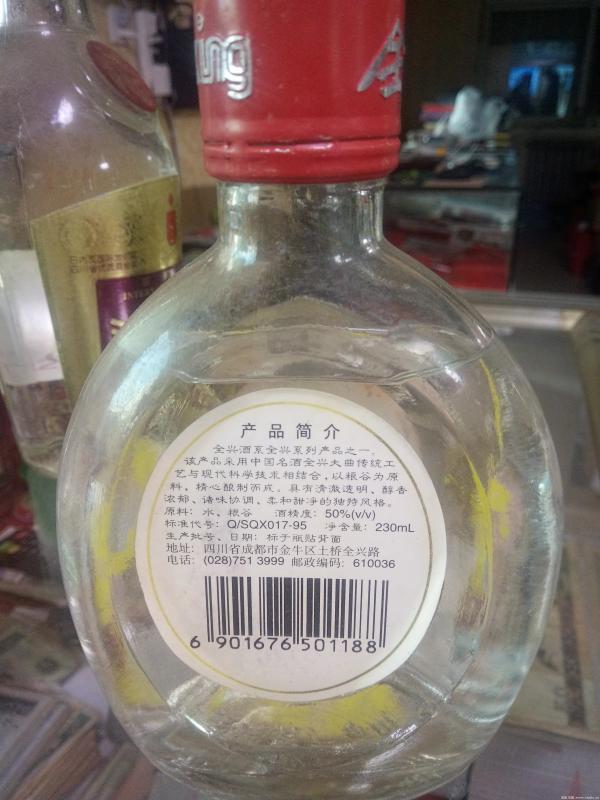 ing 全
产品简介
全兴酒系全兴系列产品之一。
该产品采用中国名酒全兴大曲传统工
艺与现代科学技术相结合、以粮谷为原
料、精心酿制而成。具有清澈透明、醇香
浓郁、诸味协调、柔和甜净的独特风格。
原料：水、粮谷 酒精度：50%(v/v)
标准代号：Q/SQX017-95 净含量：230mL
生产批号、日期：标于瓶贴背面
地址：四川省成都市金牛区土桥全兴路
电话：(028)751 3999 邮政编码：610036
6 901676 501188